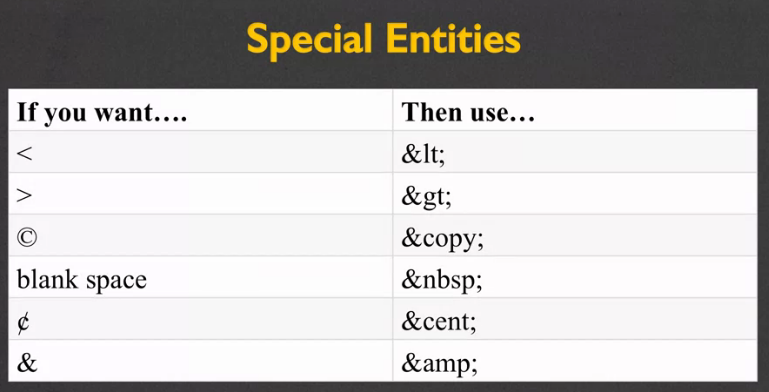 Special Entities
If you want…. Then use…
< &lt;
> &gt;
© &copy;
blank space &nbsp;
¢ &cent;
& &amp;